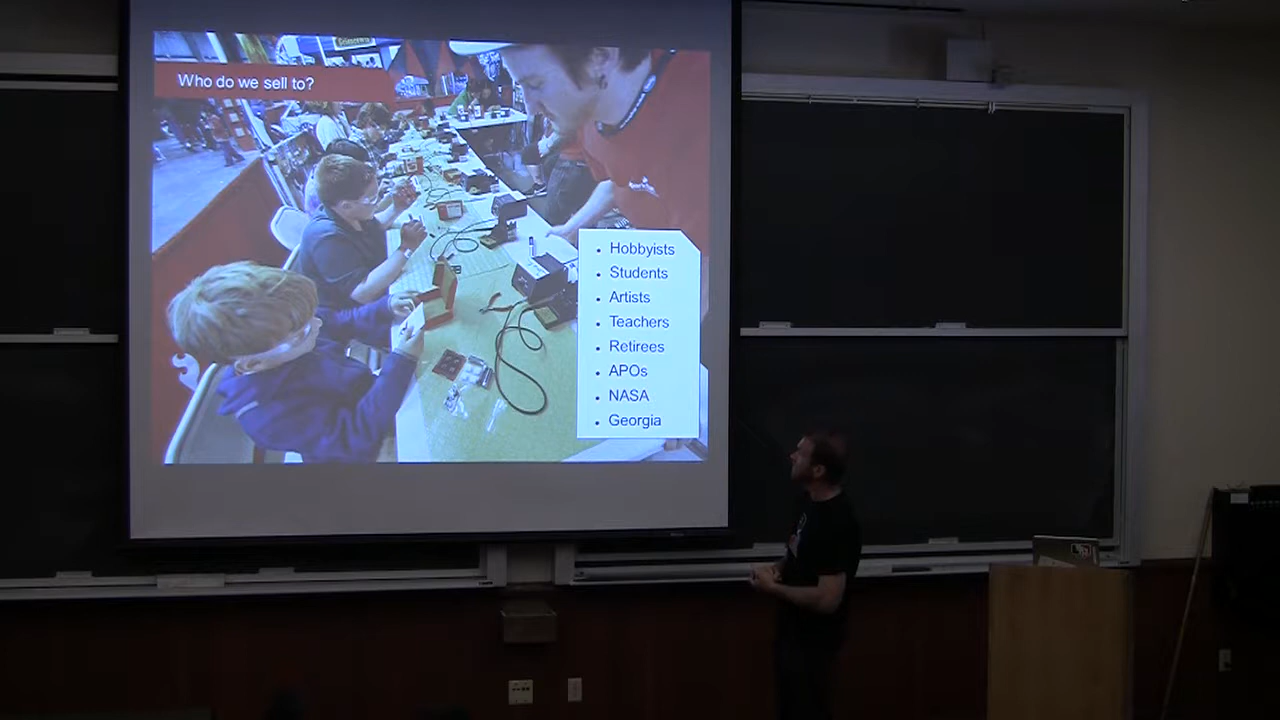 Who do we sell to?
• Hobbyists
• Students
• Artists
• Teachers
• Retirees
• APOs
• NASA
• Georgia